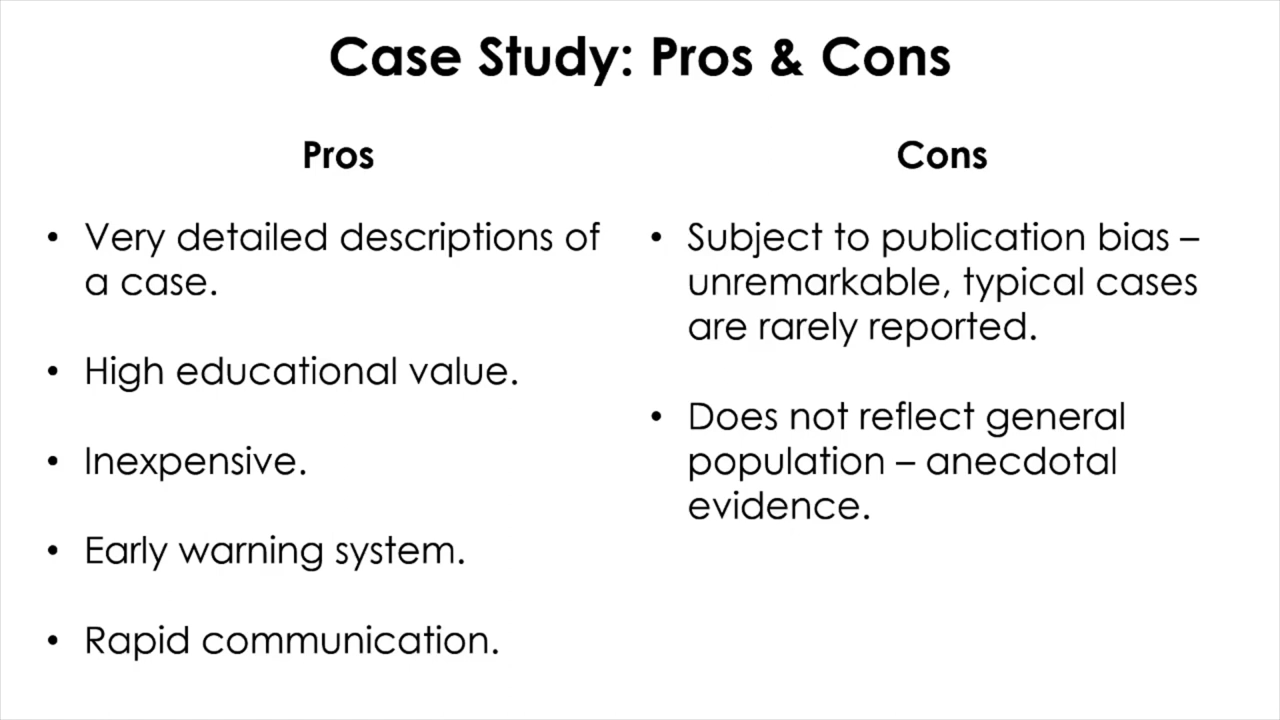 Case Study: Pros & Cons
Pros
• Very detailed descriptions of
a case.
• High educational value.
• Inexpensive.
• Early warning system.
• Rapid communication.
Cons
• Subject to publication bias –
unremarkable, typical cases
are rarely reported.
• Does not reflect general
population – anecdotal
evidence.